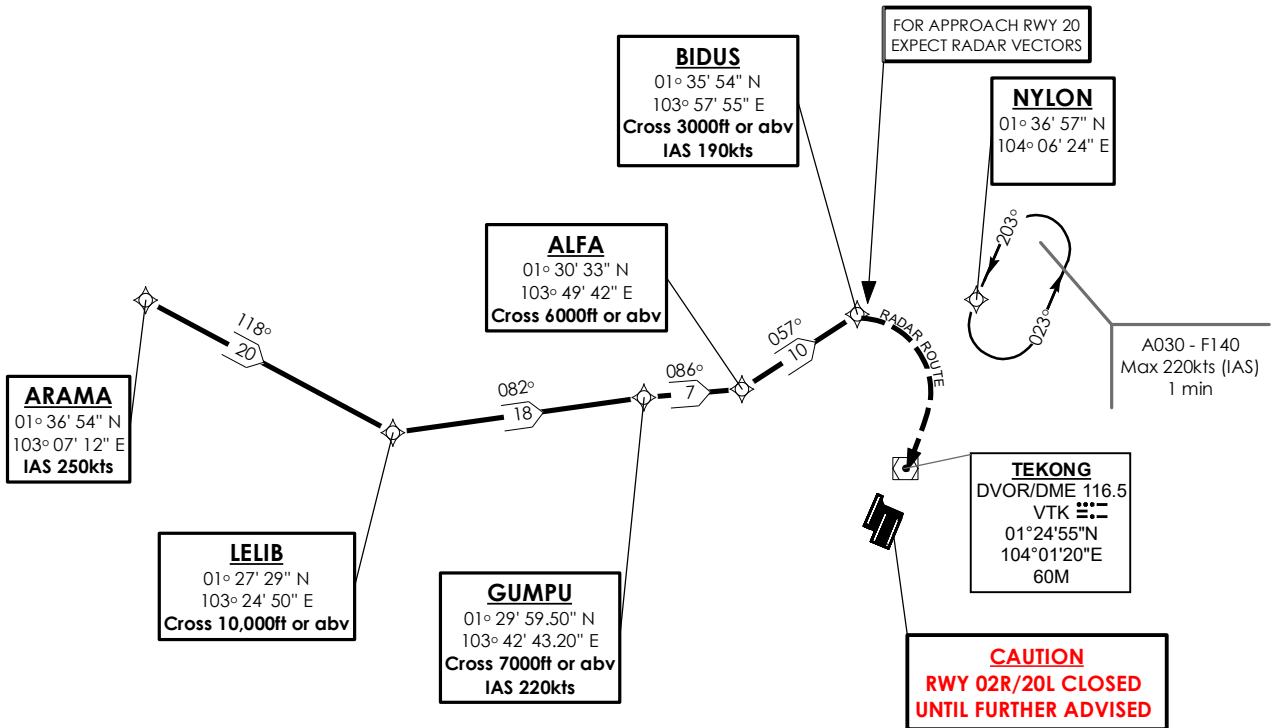 FOR APPROACH RWY 20
EXPECT RADAR VECTORS
BIDUS
01° 35' 54" N
103° 57' 55" E
Cross 3000ft or abv
IAS 190kts
NYLON
01° 36' 57" N
104° 06' 24" E
ALFA
01° 30' 33" N
103° 49' 42" E
Cross 6000ft or abv
203°
023°
A030 - F140
Max 220kts (IAS)
1 min
118°
20
082°
18
086°
7
057°
10
RADAR ROUTE
ARAMA
01° 36' 54" N
103° 07' 12" E
IAS 250kts
LELIB
01° 27' 29" N
103° 24' 50" E
Cross 10,000ft or abv
GUMPU
01° 29' 59.50" N
103° 42' 43.20" E
Cross 7000ft or abv
IAS 220kts
TEKONG
DVOR/DME 116.5
VTK
01°24'55"N
104°01'20"E
60M
CAUTION
RWY 02R/20L CLOSED
UNTIL FURTHER ADVISED